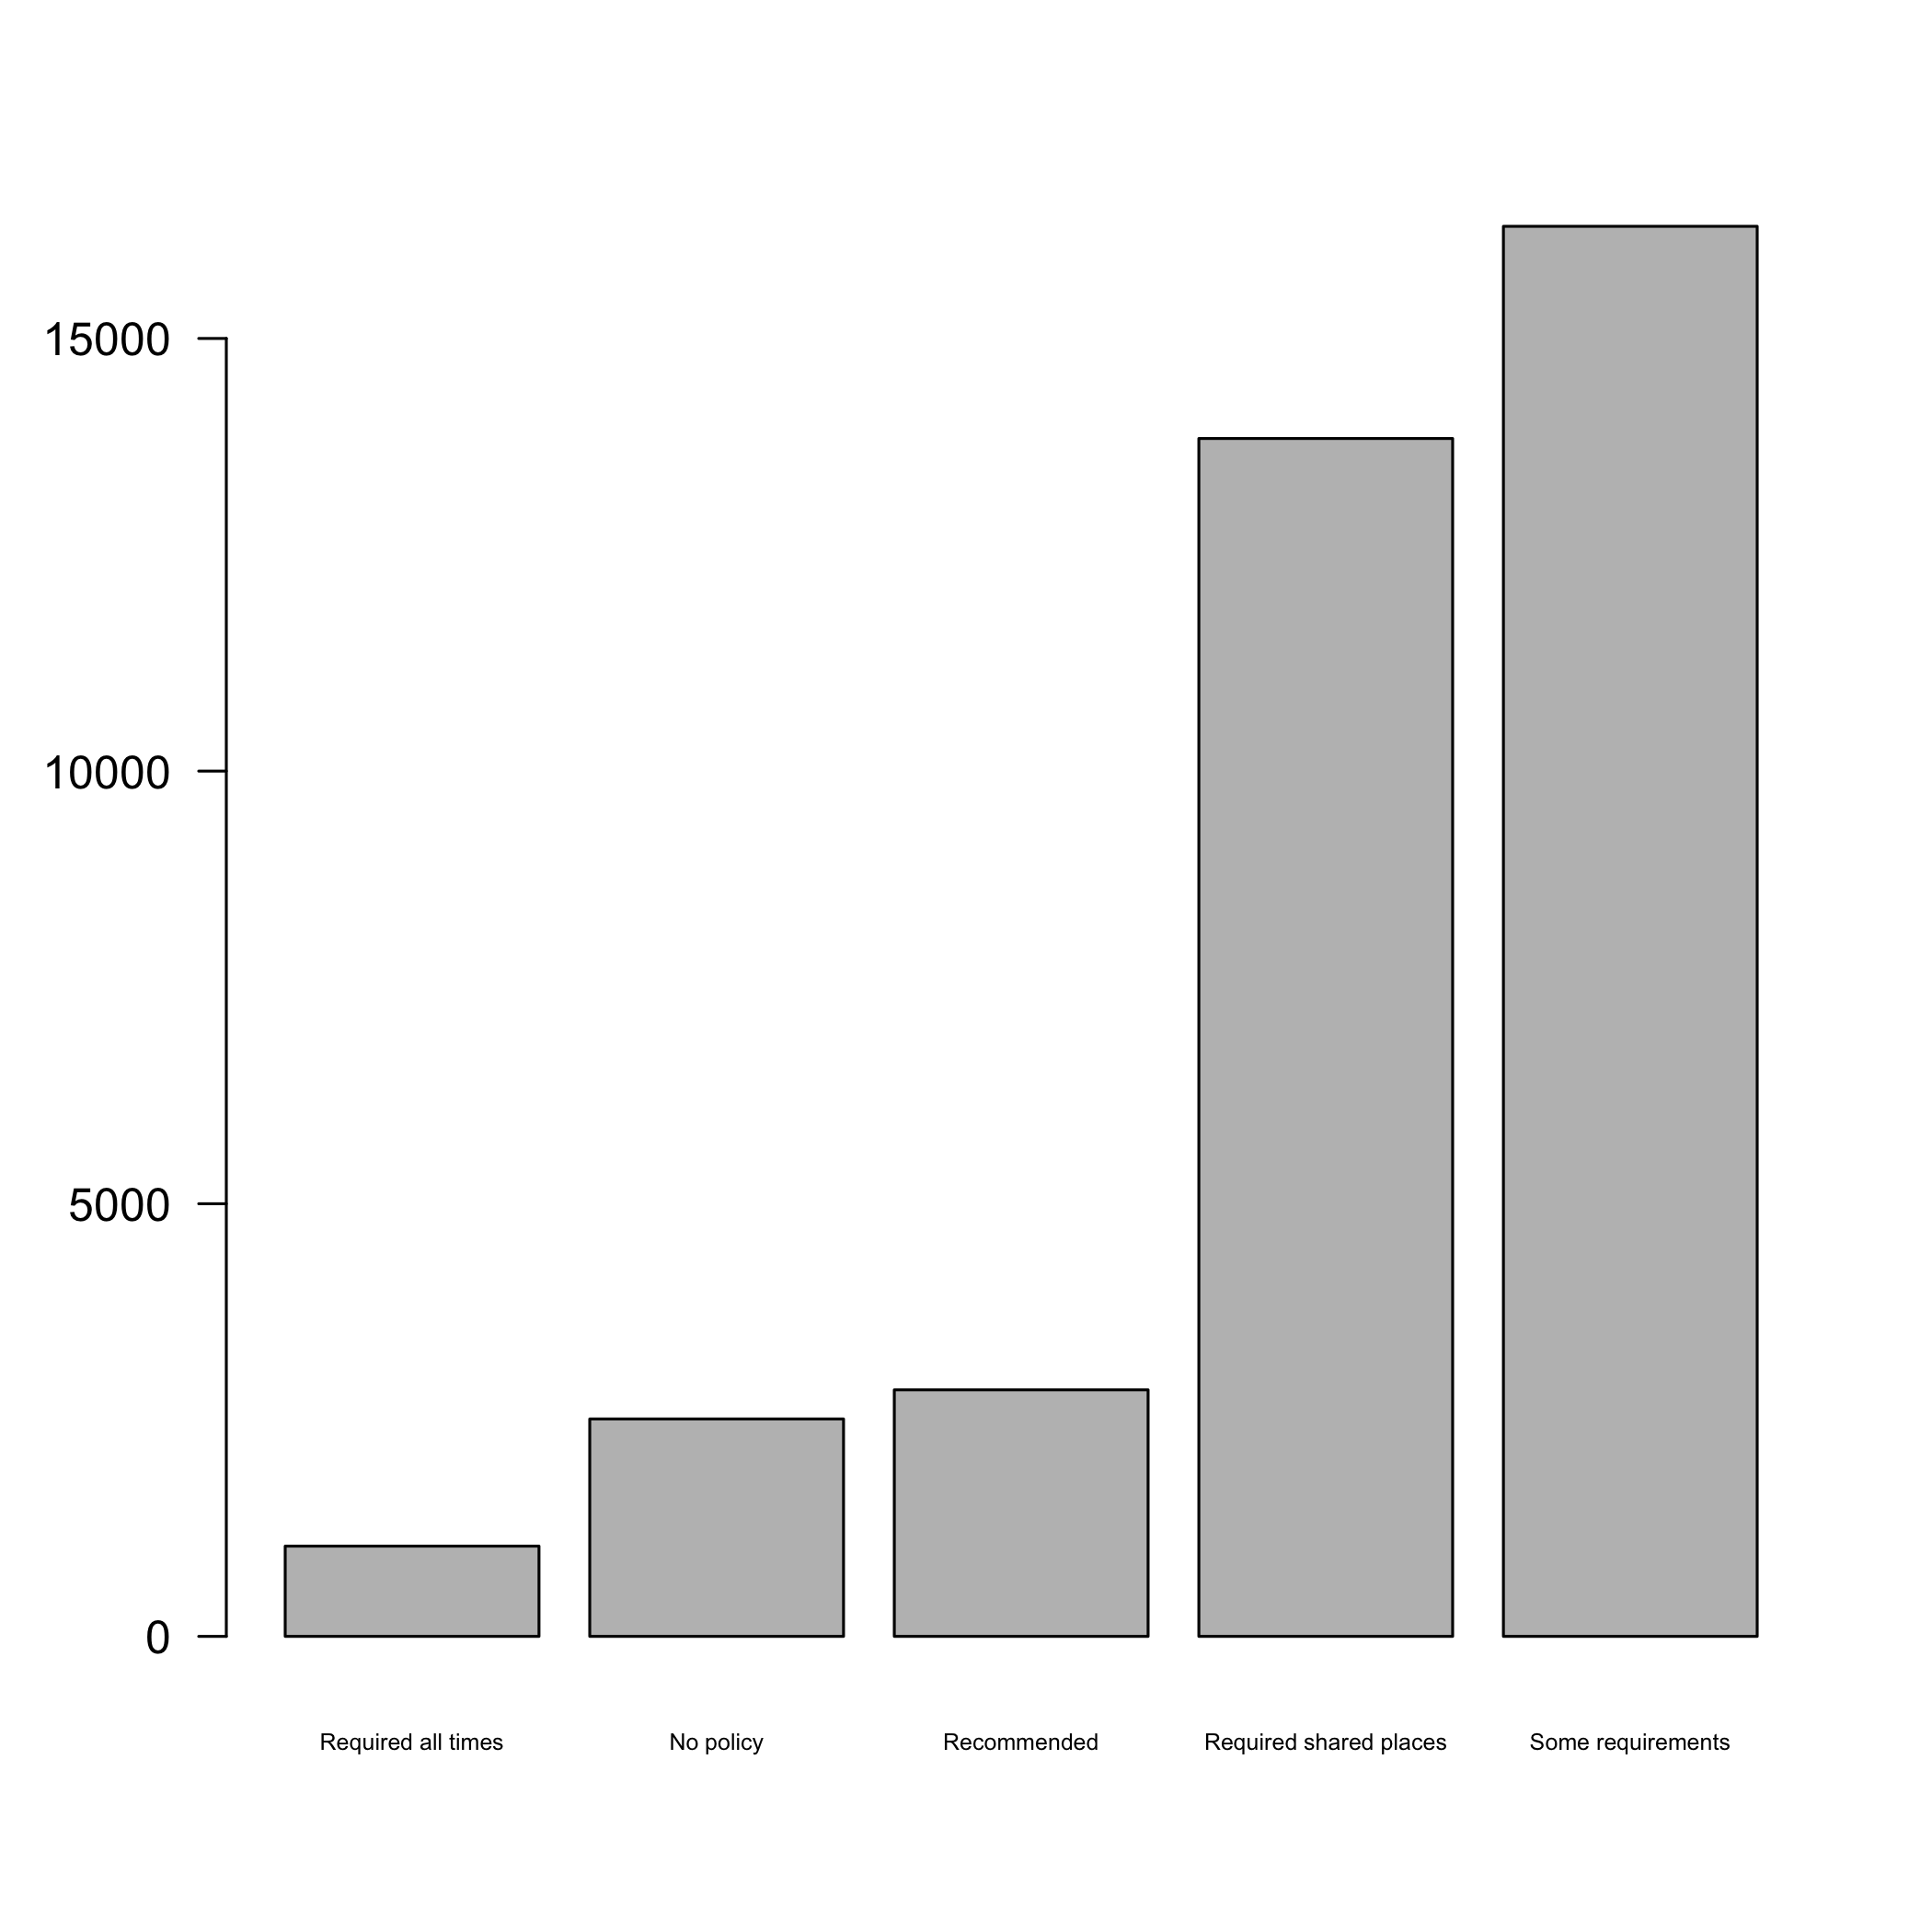 15000
10000
5000
0
Required all times
No policy
Recommended
Required shared places
Some requirements